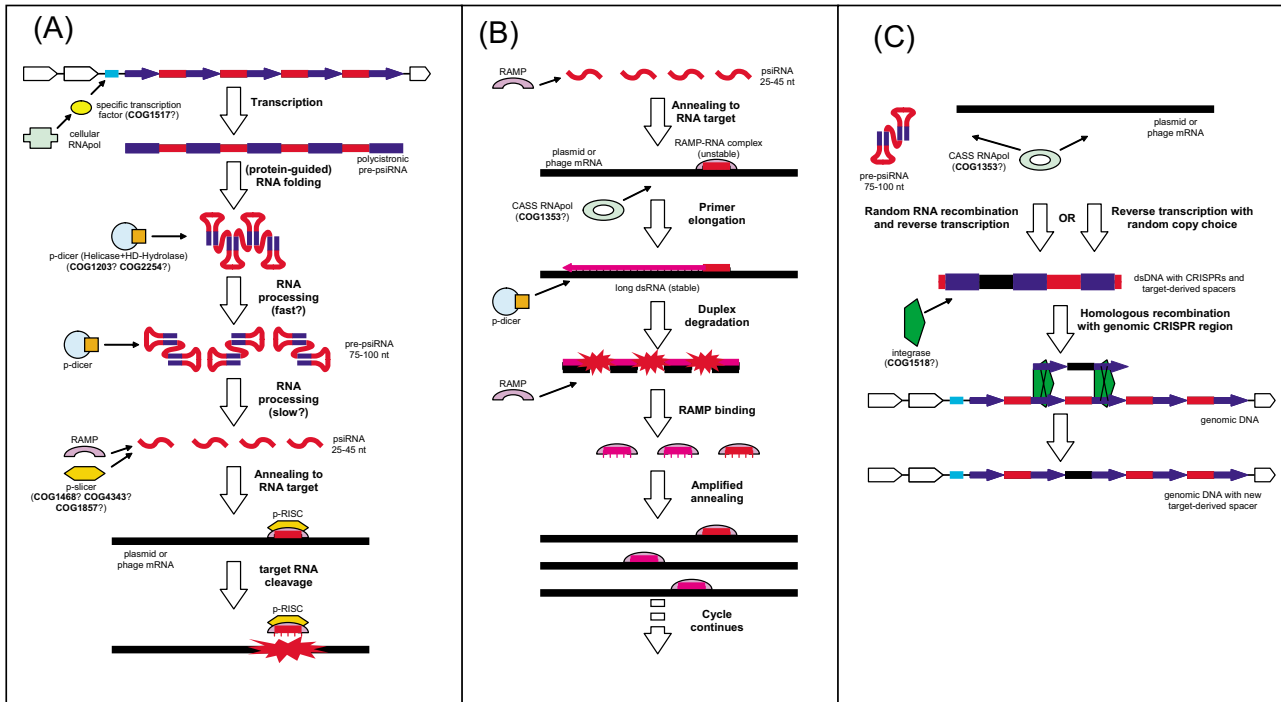 (A)
specific transcription
factor (COG1517?)
Transcription
cellular
RNApol
polycistronic
pre-psiRNA
(protein-guided)
RNA folding
p-dicer (Helicase+HD-Hydrolase)
(COG1203? COG2254?)
RNA
processing
(fast?)
pre-psiRNA
75-100 nt
p-dicer
RNA
processing
(slow?)
RAMP
psiRNA
25-45 nt
p-slicer
(COG1468? COG4343?
COG1857?)
Annealing to
RNA target
p-RISC
plasmid or
phage mRNA
target RNA
cleavage
p-RISC
(B)
RAMP
psiRNA
25-45 nt
Annealing to
RNA target
plasmid or
phage mRNA
RAMP-RNA complex
(unstable)
CASS RNApol
(COG1353?)
Primer
elongation
long dsRNA (stable)
p-dicer
Duplex
degradation
RAMP
RAMP binding
Amplified
annealing
Cycle
continues
(C)
plasmid or
phage mRNA
CASS RNApol
(COG1353?)
pre-psiRNA
75-100 nt
Random RNA recombination
and reverse transcription
OR
Reverse transcription with
random copy choice
dsDNA with CRISPRs and
target-derived spacers
Homologous recombination
with genomic CRISPR region
integrase
(COG1518?)
genomic DNA
genomic DNA with new
target-derived spacer